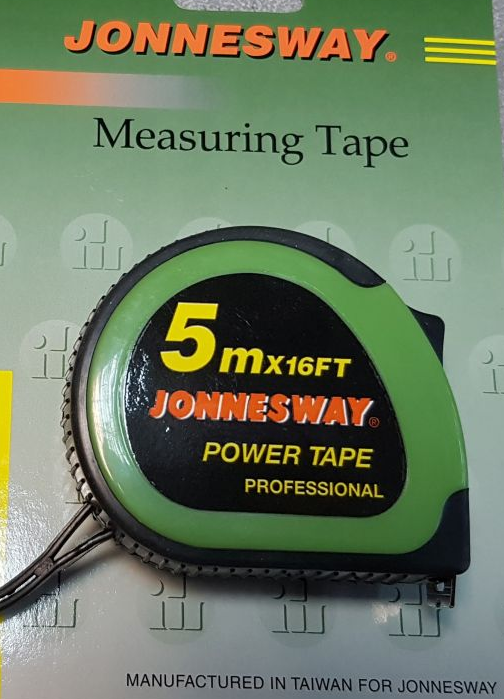 JONNESWAY®
Measuring Tape
5mx16FT
JONNESWAY®
POWER TAPE
PROFESSIONAL
MANUFACTURED IN TAIWAN FOR JONNESWAY